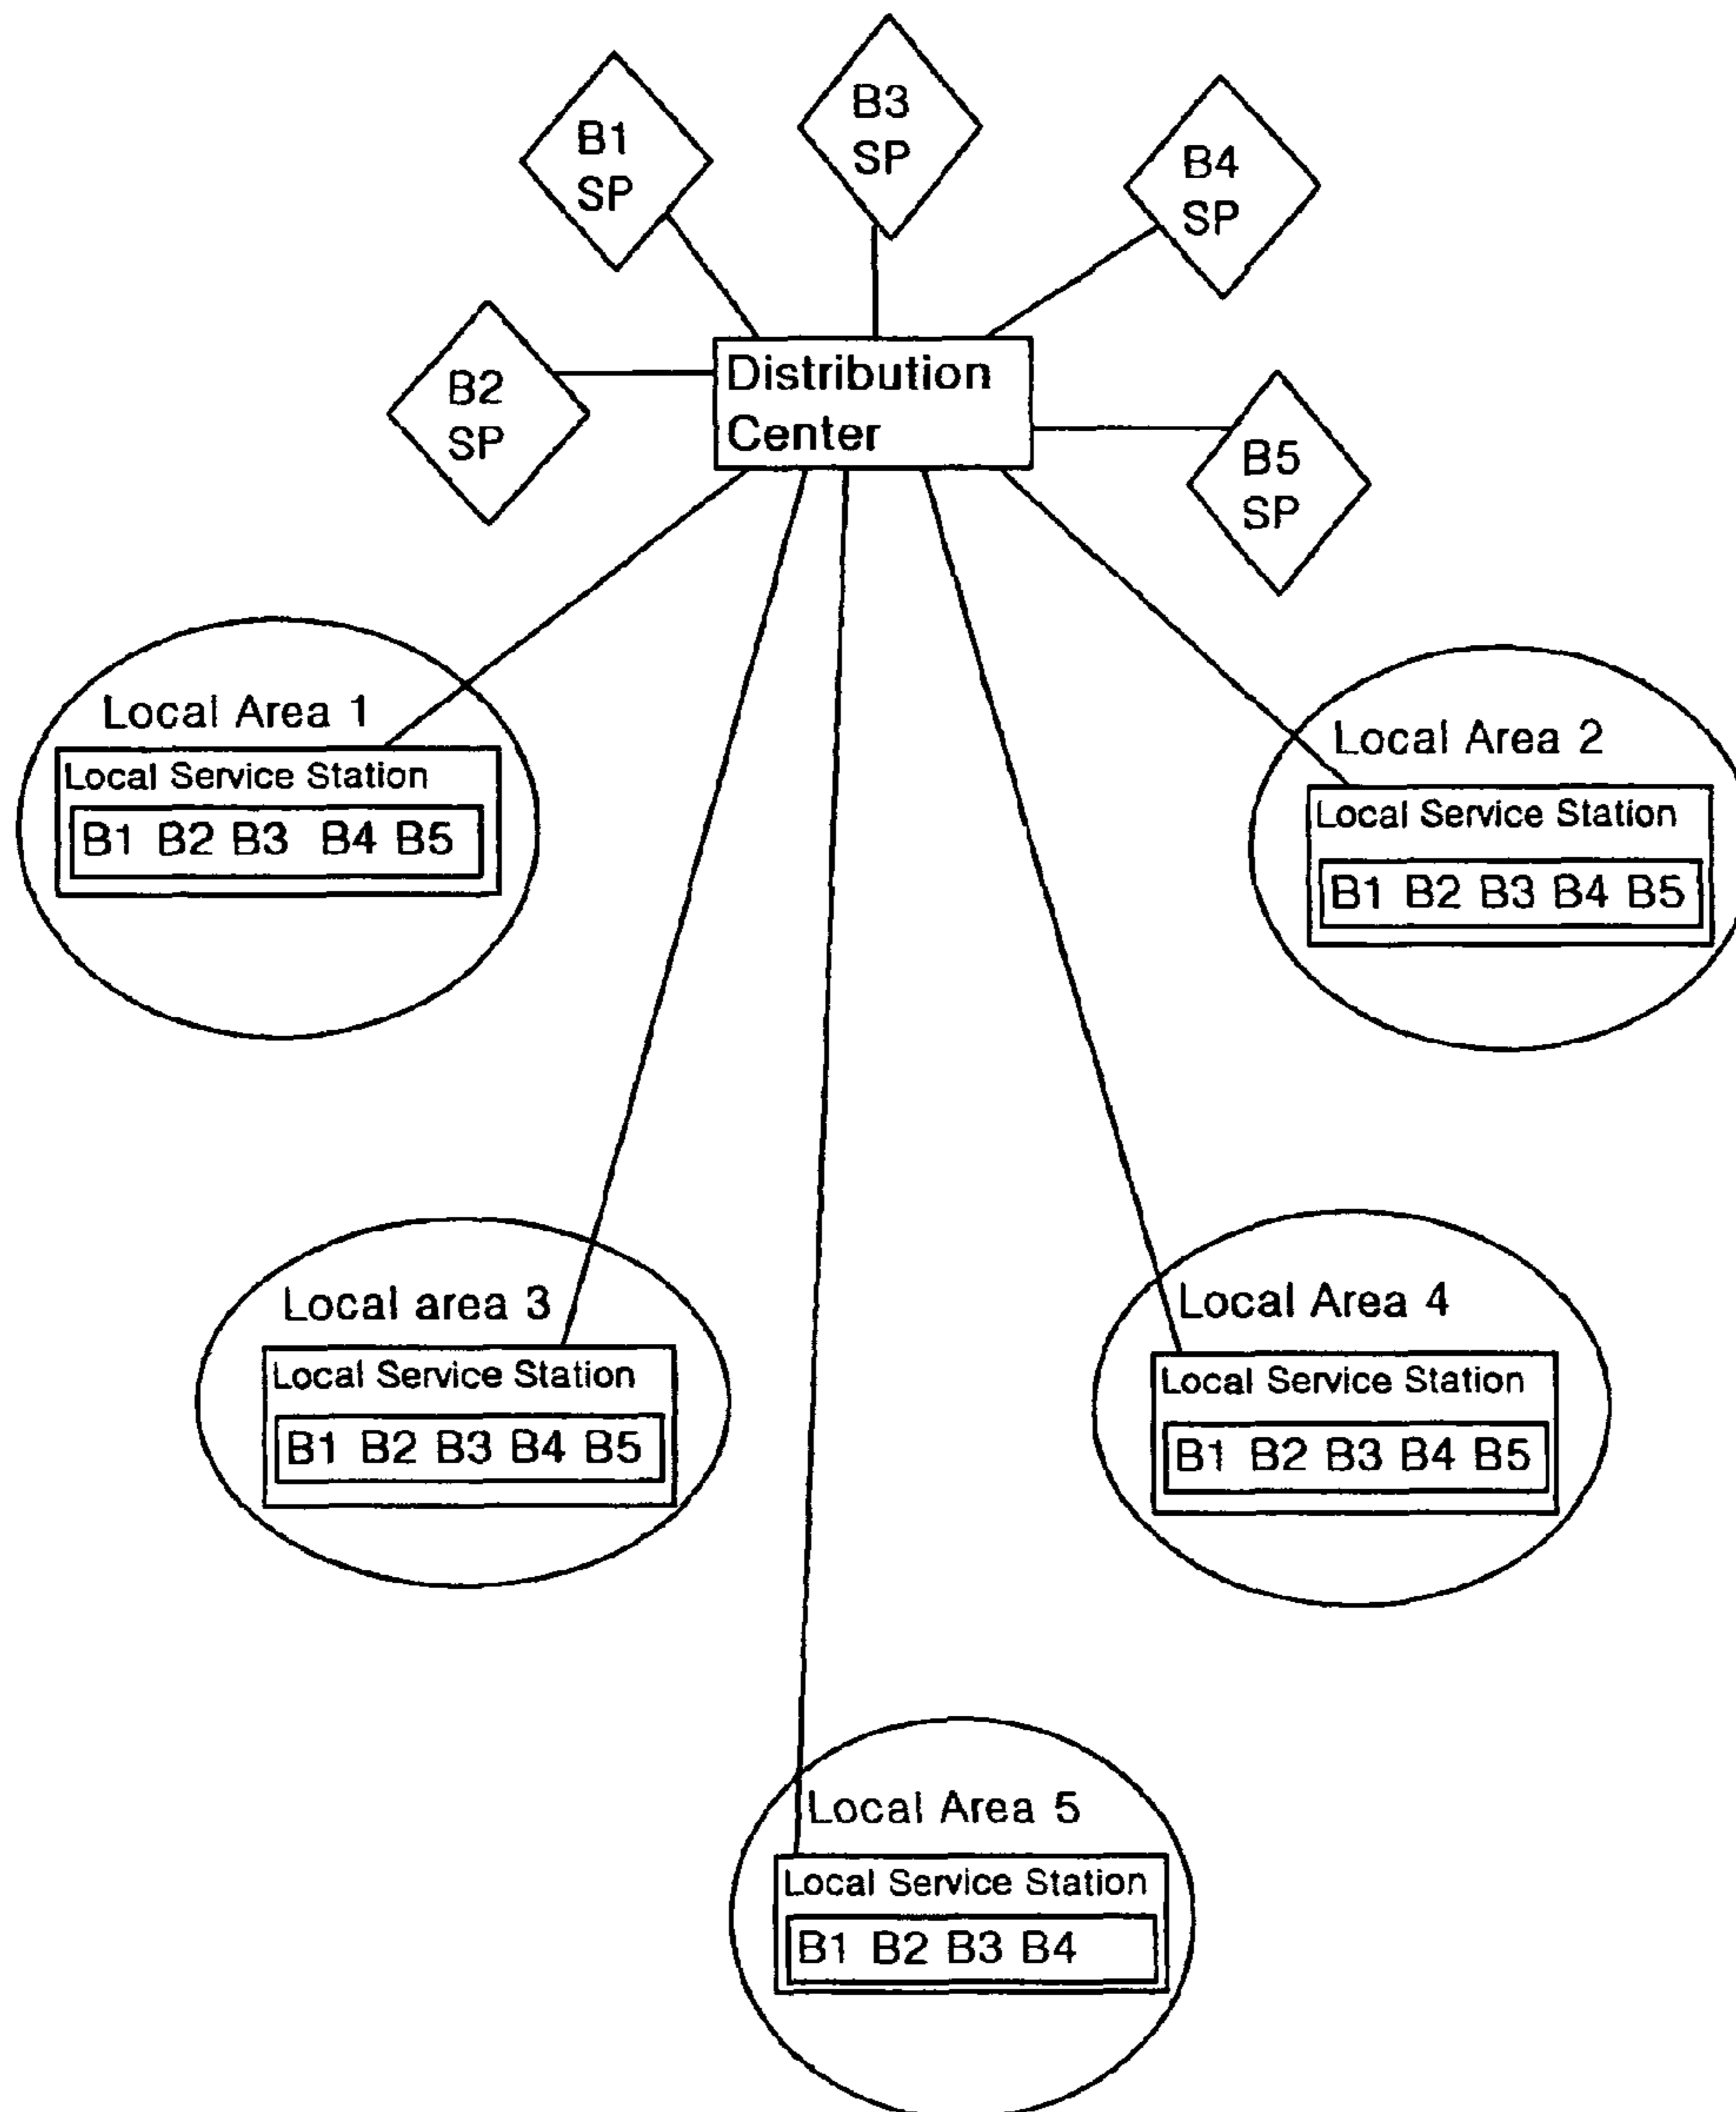 B3
SP
B1
SP
B4
SP
B2
SP
Distribution
Center
B5
SP
Local Area 1
Local Service Station
B1 B2 B3 B4 B5
Local Area 2
Local Service Station
B1 B2 B3 B4 B5
Local area 3
Local Service Station
B1 B2 B3 B4 B5
Local Area 4
Local Service Station
B1 B2 B3 B4 B5
Local Area 5
Local Service Station
B1 B2 B3 B4